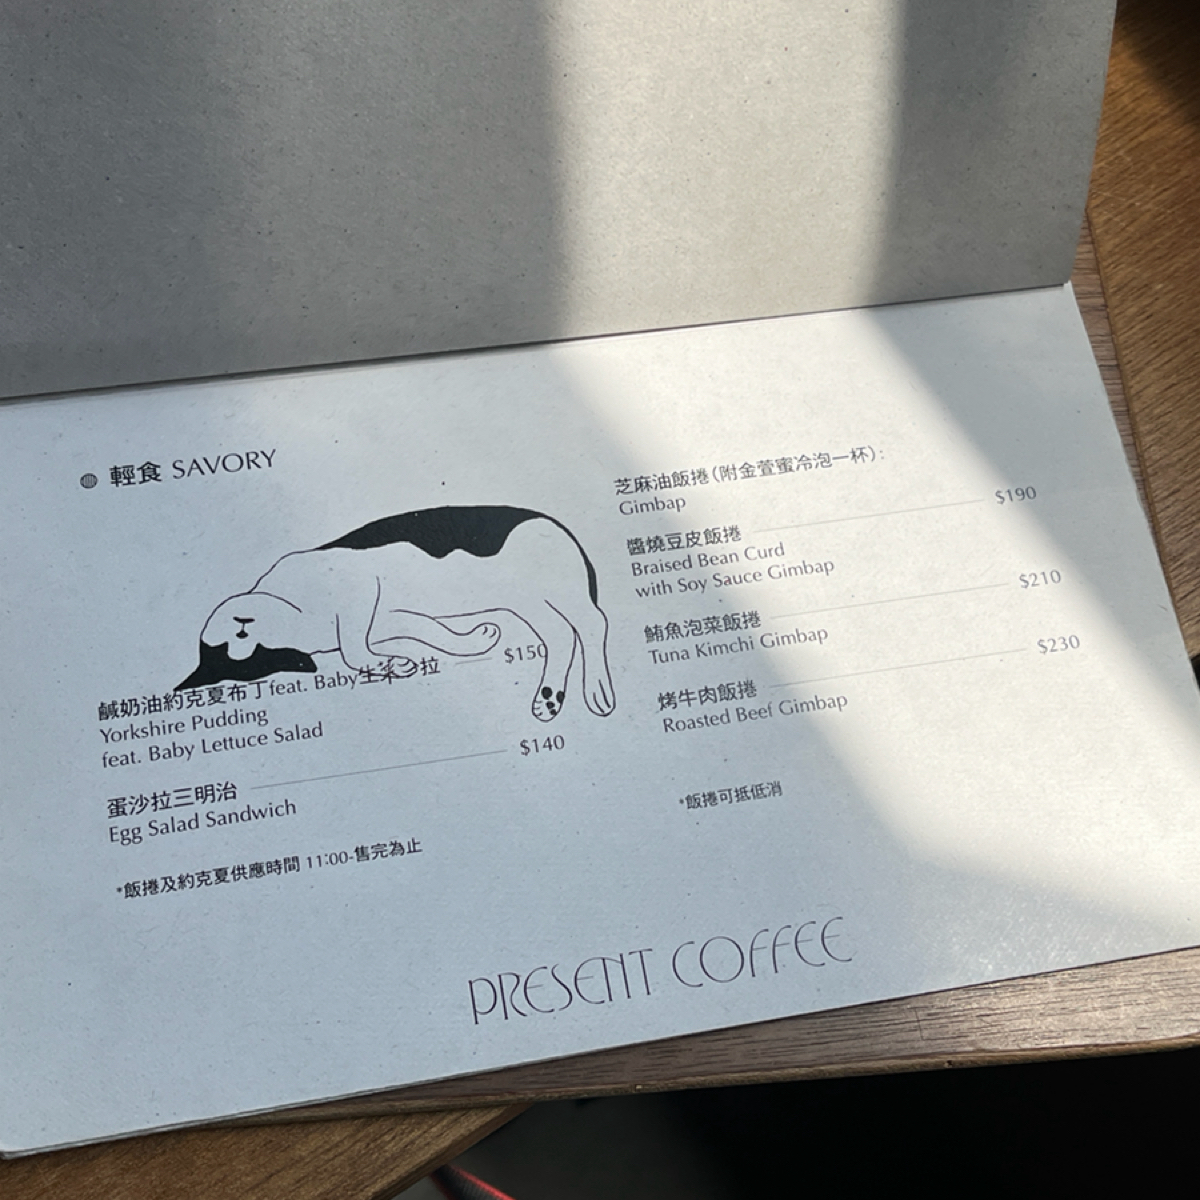 輕食 SAVORY
鹹奶油約克夏布丁feat. Baby生菜沙拉 $150
Yorkshire Pudding
feat. Baby Lettuce Salad
蛋沙拉三明治 $140
Egg Salad Sandwich
*飯捲及約克夏供應時間 11:00-售完為止
芝麻油飯捲(附金萱蜜冷泡一杯):
Gimbap
醬燒豆皮飯捲 $190
Braised Bean Curd
with Soy Sauce Gimbap
鮪魚泡菜飯捲 $210
Tuna Kimchi Gimbap
烤牛肉飯捲 $230
Roasted Beef Gimbap
*飯捲可抵低消
PRESENT COFFEE